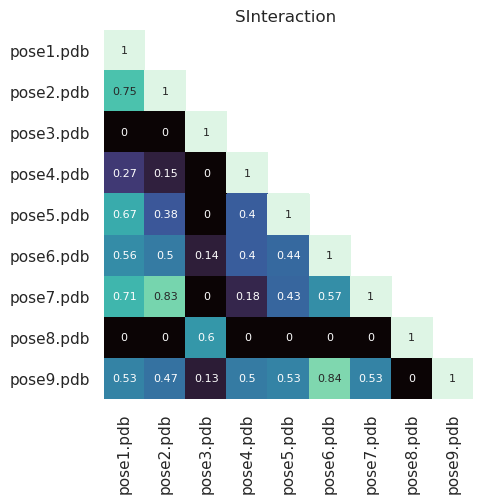 SInteraction
pose1.pdb 1
pose2.pdb 0.75 1
pose3.pdb 0 0 1
pose4.pdb 0.27 0.15 0 1
pose5.pdb 0.67 0.38 0 0.4 1
pose6.pdb 0.56 0.5 0.14 0.4 0.44 1
pose7.pdb 0.71 0.83 0 0.18 0.43 0.57 1
pose8.pdb 0 0 0.6 0 0 0 0 1
pose9.pdb 0.53 0.47 0.13 0.5 0.53 0.84 0.53 0 1
pose1.pdb pose2.pdb pose3.pdb pose4.pdb pose5.pdb pose6.pdb pose7.pdb pose8.pdb pose9.pdb